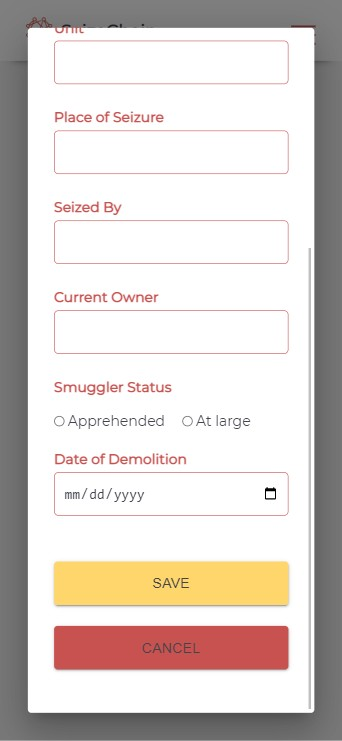 Unit
Place of Seizure
Seized By
Current Owner
Smuggler Status
Apprehended At large
Date of Demolition
mm/dd/yyyy
SAVE
CANCEL